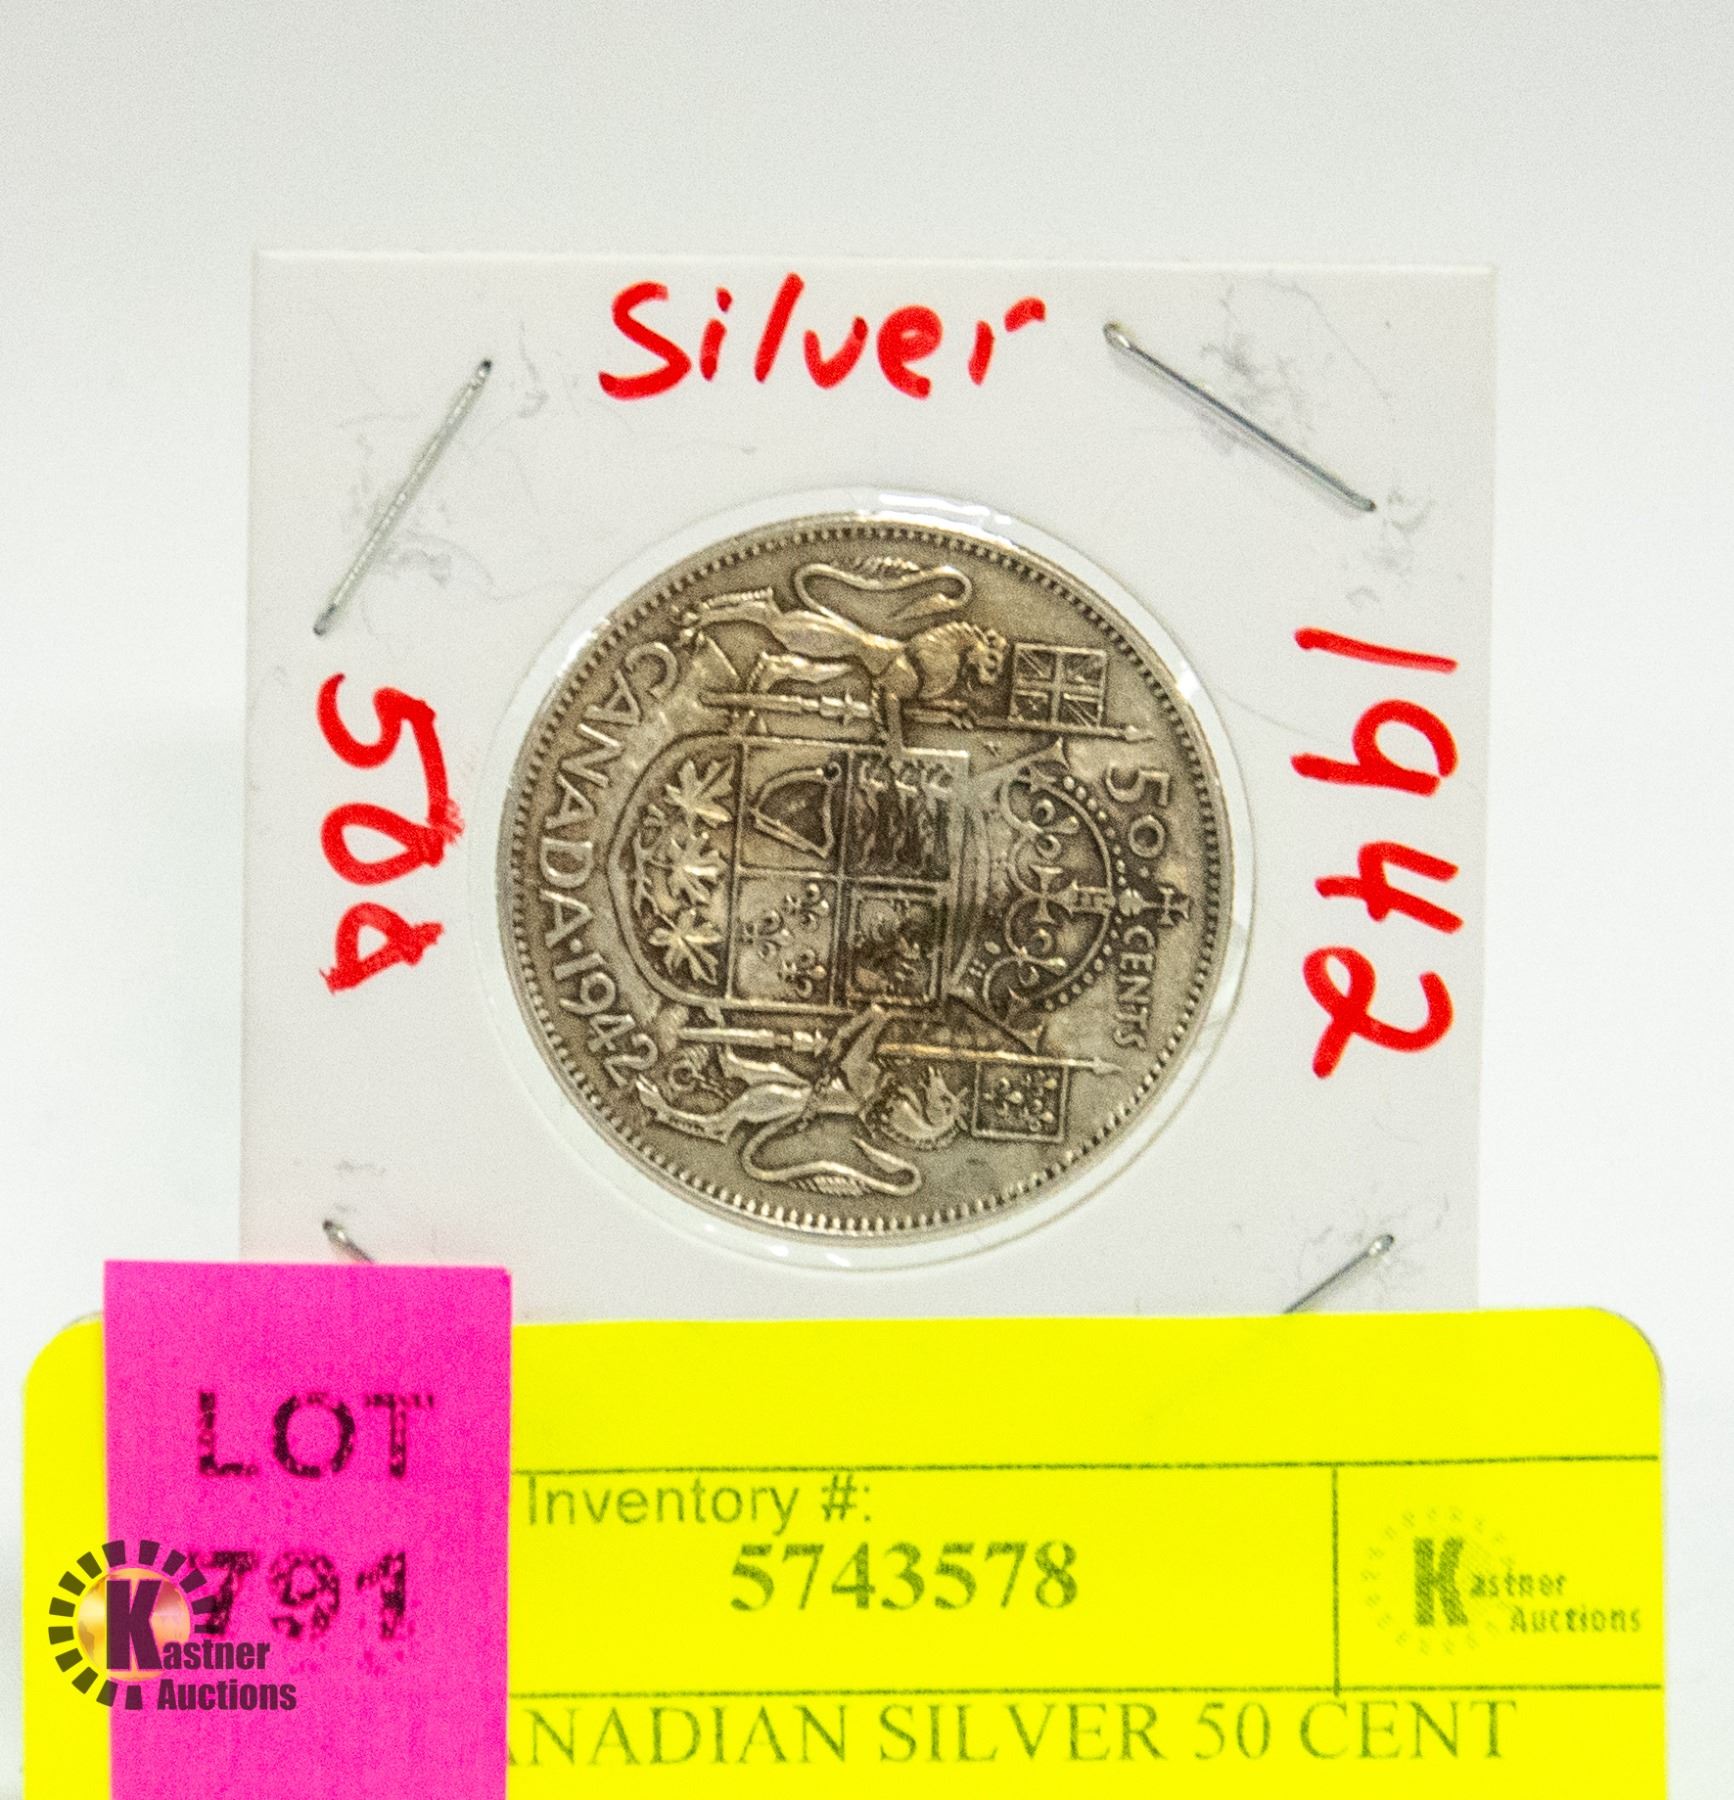 Silver
1942
50¢
50 CENTS
CANADA·1942
LOT
791
Inventory #:
5743578
Kastner
Auctions
ANADIAN SILVER 50 CENT
Kastner
Auctions